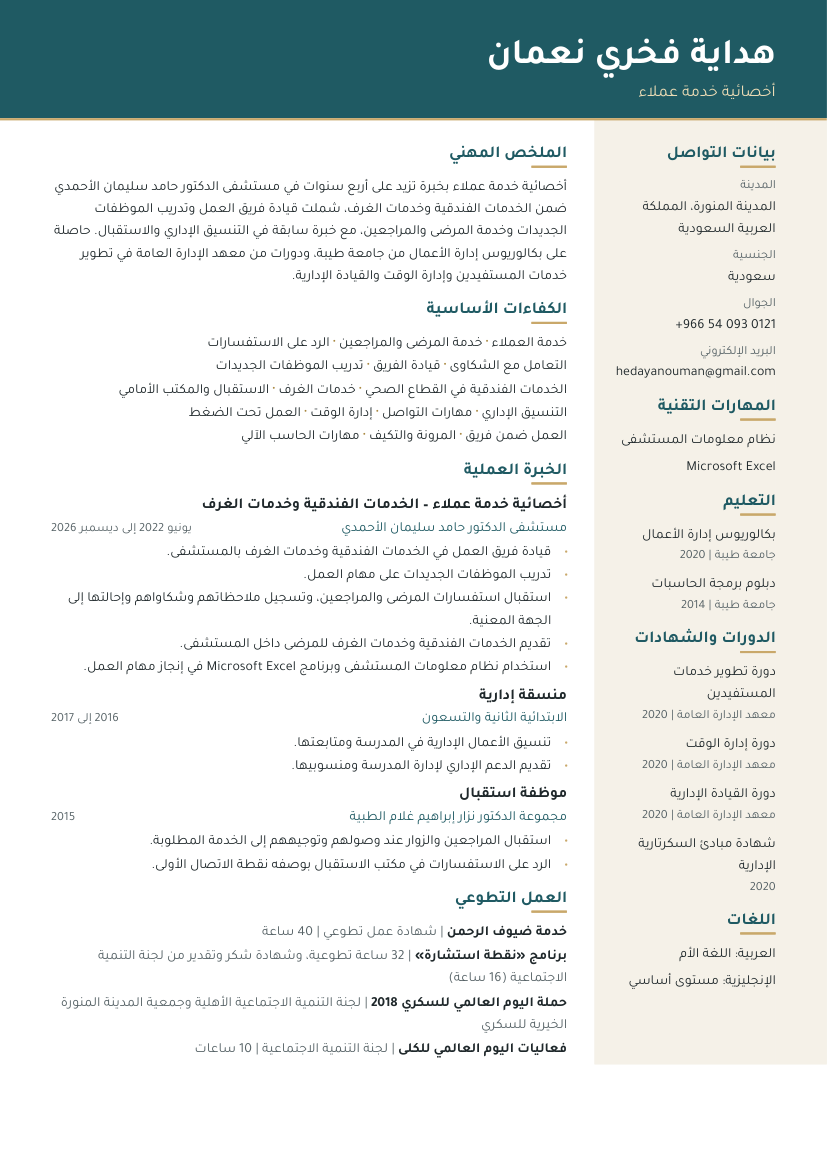 هداية فخري نعمان
أخصائية خدمة عملاء
بيانات التواصل
المدينة
المدينة المنورة، المملكة
العربية السعودية
الجنسية
سعودية
الجوال
+966 54 093 0121
البريد الإلكتروني
hedayanouman@gmail.com
المهارات التقنية
نظام معلومات المستشفى
Microsoft Excel
التعليم
بكالوريوس إدارة الأعمال
جامعة طيبة | 2020
دبلوم برمجة الحاسبات
جامعة طيبة | 2014
الدورات والشهادات
دورة تطوير خدمات
المستفيدين
معهد الإدارة العامة | 2020
دورة إدارة الوقت
معهد الإدارة العامة | 2020
دورة القيادة الإدارية
معهد الإدارة العامة | 2020
شهادة مبادئ السكرتارية
الإدارية
2020
اللغات
العربية: اللغة الأم
الإنجليزية: مستوى أساسي
الملخص المهني
أخصائية خدمة عملاء بخبرة تزيد على أربع سنوات في مستشفى الدكتور حامد سليمان الأحمدي
ضمن الخدمات الفندقية وخدمات الغرف، شملت قيادة فريق العمل وتدريب الموظفات
الجديدات وخدمة المرضى والمراجعين، مع خبرة سابقة في التنسيق الإداري والاستقبال. حاصلة
على بكالوريوس إدارة الأعمال من جامعة طيبة، ودورات من معهد الإدارة العامة في تطوير
خدمات المستفيدين وإدارة الوقت والقيادة الإدارية.
الكفاءات الأساسية
خدمة العملاء · خدمة المرضى والمراجعين · الرد على الاستفسارات
التعامل مع الشكاوى · قيادة الفريق · تدريب الموظفات الجديدات
الخدمات الفندقية في القطاع الصحي · خدمات الغرف · الاستقبال والمكتب الأمامي
التنسيق الإداري · مهارات التواصل · إدارة الوقت · العمل تحت الضغط
العمل ضمن فريق · المرونة والتكيف · مهارات الحاسب الآلي
الخبرة العملية
أخصائية خدمة عملاء – الخدمات الفندقية وخدمات الغرف
مستشفى الدكتور حامد سليمان الأحمدي يونيو 2022 إلى ديسمبر 2026
· قيادة فريق العمل في الخدمات الفندقية وخدمات الغرف بالمستشفى.
· تدريب الموظفات الجديدات على مهام العمل.
· استقبال استفسارات المرضى والمراجعين، وتسجيل ملاحظاتهم وشكاواهم وإحالتها إلى
الجهة المعنية.
· تقديم الخدمات الفندقية وخدمات الغرف للمرضى داخل المستشفى.
· استخدام نظام معلومات المستشفى وبرنامج Microsoft Excel في إنجاز مهام العمل.
منسقة إدارية
الابتدائية الثانية والتسعون 2016 إلى 2017
· تنسيق الأعمال الإدارية في المدرسة ومتابعتها.
· تقديم الدعم الإداري لإدارة المدرسة ومنسوبيها.
موظفة استقبال
مجموعة الدكتور نزار إبراهيم غلام الطبية 2015
· استقبال المراجعين والزوار عند وصولهم وتوجيههم إلى الخدمة المطلوبة.
· الرد على الاستفسارات في مكتب الاستقبال بوصفه نقطة الاتصال الأولى.
العمل التطوعي
خدمة ضيوف الرحمن | شهادة عمل تطوعي | 40 ساعة
برنامج «نقطة استشارة» | 32 ساعة تطوعية، وشهادة شكر وتقدير من لجنة التنمية
الاجتماعية (16 ساعة)
حملة اليوم العالمي للسكري 2018 | لجنة التنمية الاجتماعية الأهلية وجمعية المدينة المنورة
الخيرية للسكري
فعاليات اليوم العالمي للكلى | لجنة التنمية الاجتماعية | 10 ساعات